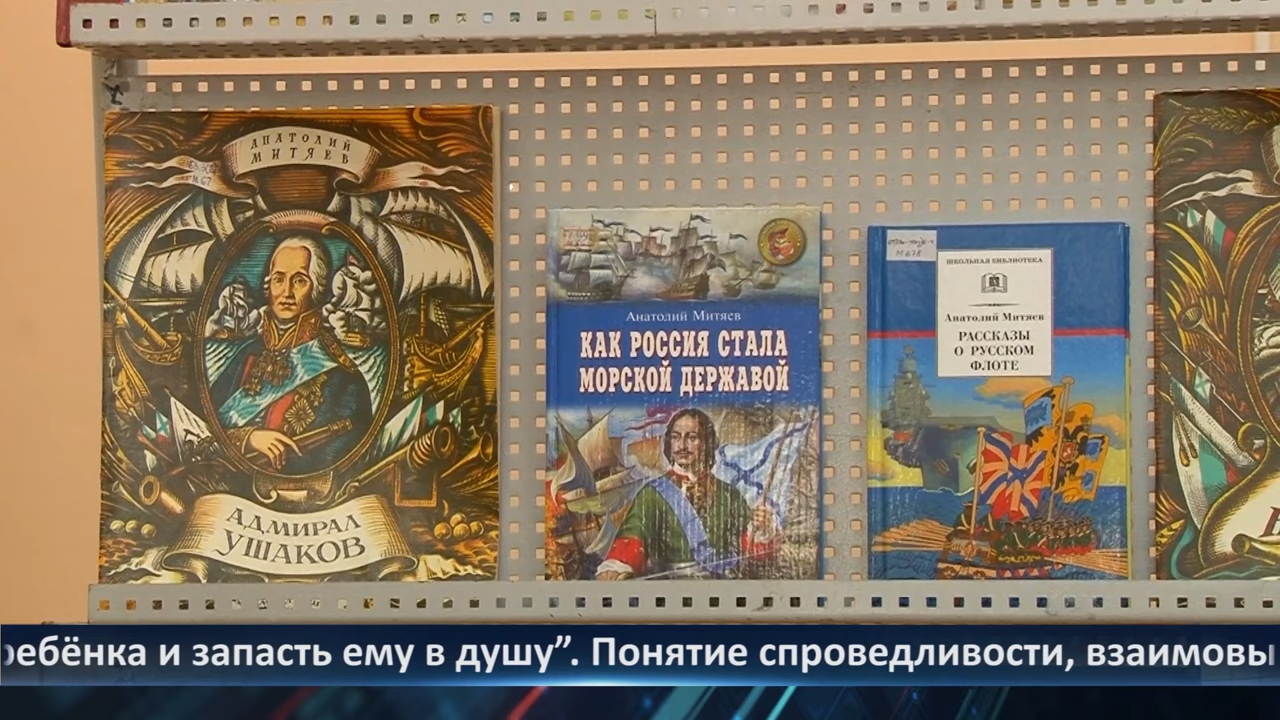 АНАТОЛИЙ
МИТЯЕВ
АДМИРАЛ
УШАКОВ
Анатолий Митяев
КАК РОССИЯ СТАЛА
МОРСКОЙ ДЕРЖАВОЙ
М 678
ШКОЛЬНАЯ БИБЛИОТЕКА
Анатолий Митяев
РАССКАЗЫ
О РУССКОМ
ФЛОТЕ
ребёнка и запасть ему в душу”. Понятие спроведливости, взаимовы